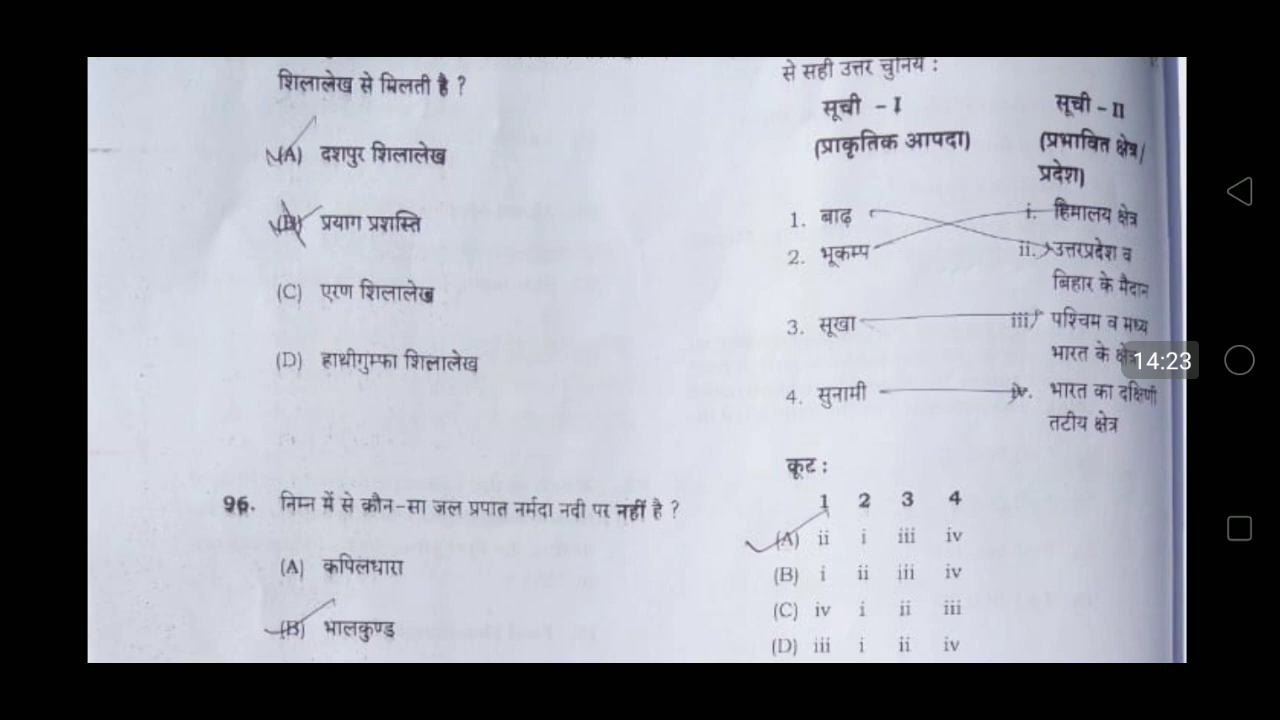 शिलालेख से मिलती है ?
(A) दशपुर शिलालेख
(B) प्रयाग प्रशस्ति
(C) एरण शिलालेख
(D) हाथीगुम्फा शिलालेख
96. निम्न में से कौन-सा जल प्रपात नर्मदा नदी पर नहीं है ?
(A) कपिलधारा
(B) भालकुण्ड
से सही उत्तर चुनिये :
सूची - I सूची - II
(प्राकृतिक आपदा) (प्रभावित क्षेत्र/
प्रदेश)
1. बाढ़ i. हिमालय क्षेत्र
2. भूकम्प ii. उत्तरप्रदेश व
बिहार के मैदान
3. सूखा iii. पश्चिम व मध्य
भारत के क्षेत्र
14:23
4. सुनामी iv. भारत का दक्षिणी
तटीय क्षेत्र
कूट :
1 2 3 4
(A) ii i iii iv
(B) i ii iii iv
(C) iv i ii iii
(D) iii i ii iv